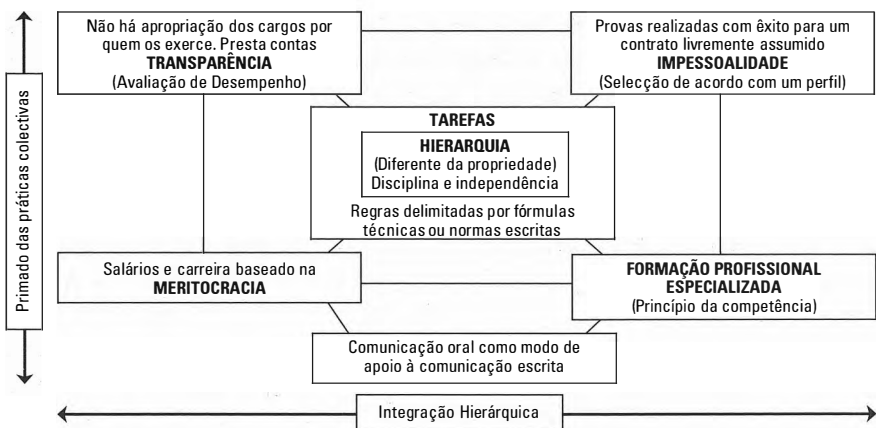 Primado das práticas colectivas
Não há apropriação dos cargos por
quem os exerce. Presta contas
TRANSPARÊNCIA
(Avaliação de Desempenho)
Provas realizadas com êxito para um
contrato livremente assumido
IMPESSOALIDADE
(Selecção de acordo com um perfil)
TAREFAS
HIERARQUIA
(Diferente da propriedade)
Disciplina e independência
Regras delimitadas por fórmulas
técnicas ou normas escritas
Salários e carreira baseado na
MERITOCRACIA
FORMAÇÃO PROFISSIONAL
ESPECIALIZADA
(Princípio da competência)
Comunicação oral como modo de
apoio à comunicação escrita
Integração Hierárquica